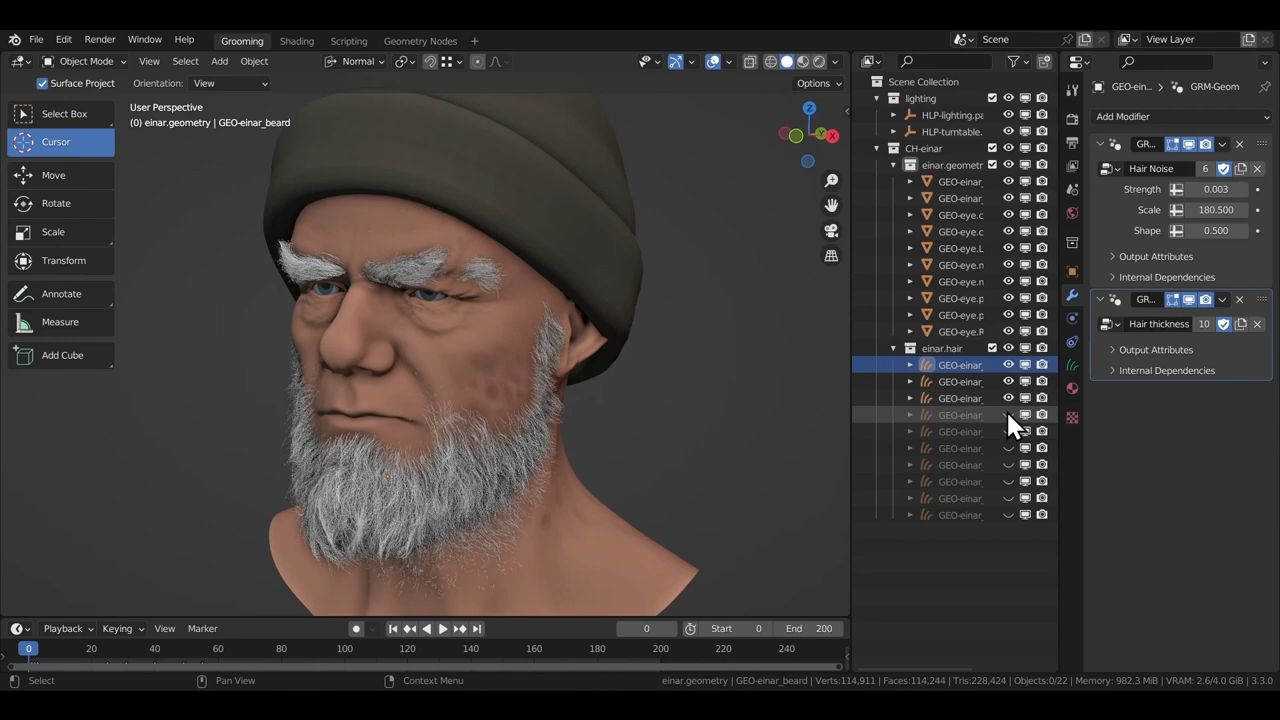 File Edit Render Window Help Grooming Shading Scripting Geometry Nodes + Scene View Layer
Object Mode View Select Add Object Normal
Surface Project Orientation: View Options
User Perspective
(0) einar.geometry | GEO-einar_beard
Select Box
Cursor
Move
Rotate
Scale
Transform
Annotate
Measure
Add Cube
Z
Y
X
Scene Collection
lighting
HLP-lighting.pa
HLP-turntable.
CH-einar
einar.geometr
GEO-einar_
GEO-einar_
GEO-eye.c
GEO-eye.c
GEO-eye.L
GEO-eye.n
GEO-eye.n
GEO-eye.p
GEO-eye.p
GEO-eye.R
einar.hair
GEO-einar_
GEO-einar_
GEO-einar_
GEO-einar_
GEO-einar_
GEO-einar_
GEO-einar_
GEO-einar_
GEO-einar_
GEO-einar_
GEO-ein... GRM-Geom
Add Modifier
GR...
Hair Noise 6
Strength 0.003
Scale 180.500
Shape 0.500
Output Attributes
Internal Dependencies
GR...
Hair thickness 10
Output Attributes
Internal Dependencies
Playback Keying View Marker 0 Start 0 End 200
0 20 40 60 80 100 120 140 160 180 200 220 240
Select Pan View Context Menu einar.geometry | GEO-einar_beard | Verts:114,911 | Faces:114,244 | Tris:228,424 | Objects:0/22 | Memory: 982.3 MiB | VRAM: 2.6/4.0 GiB | 3.3.0